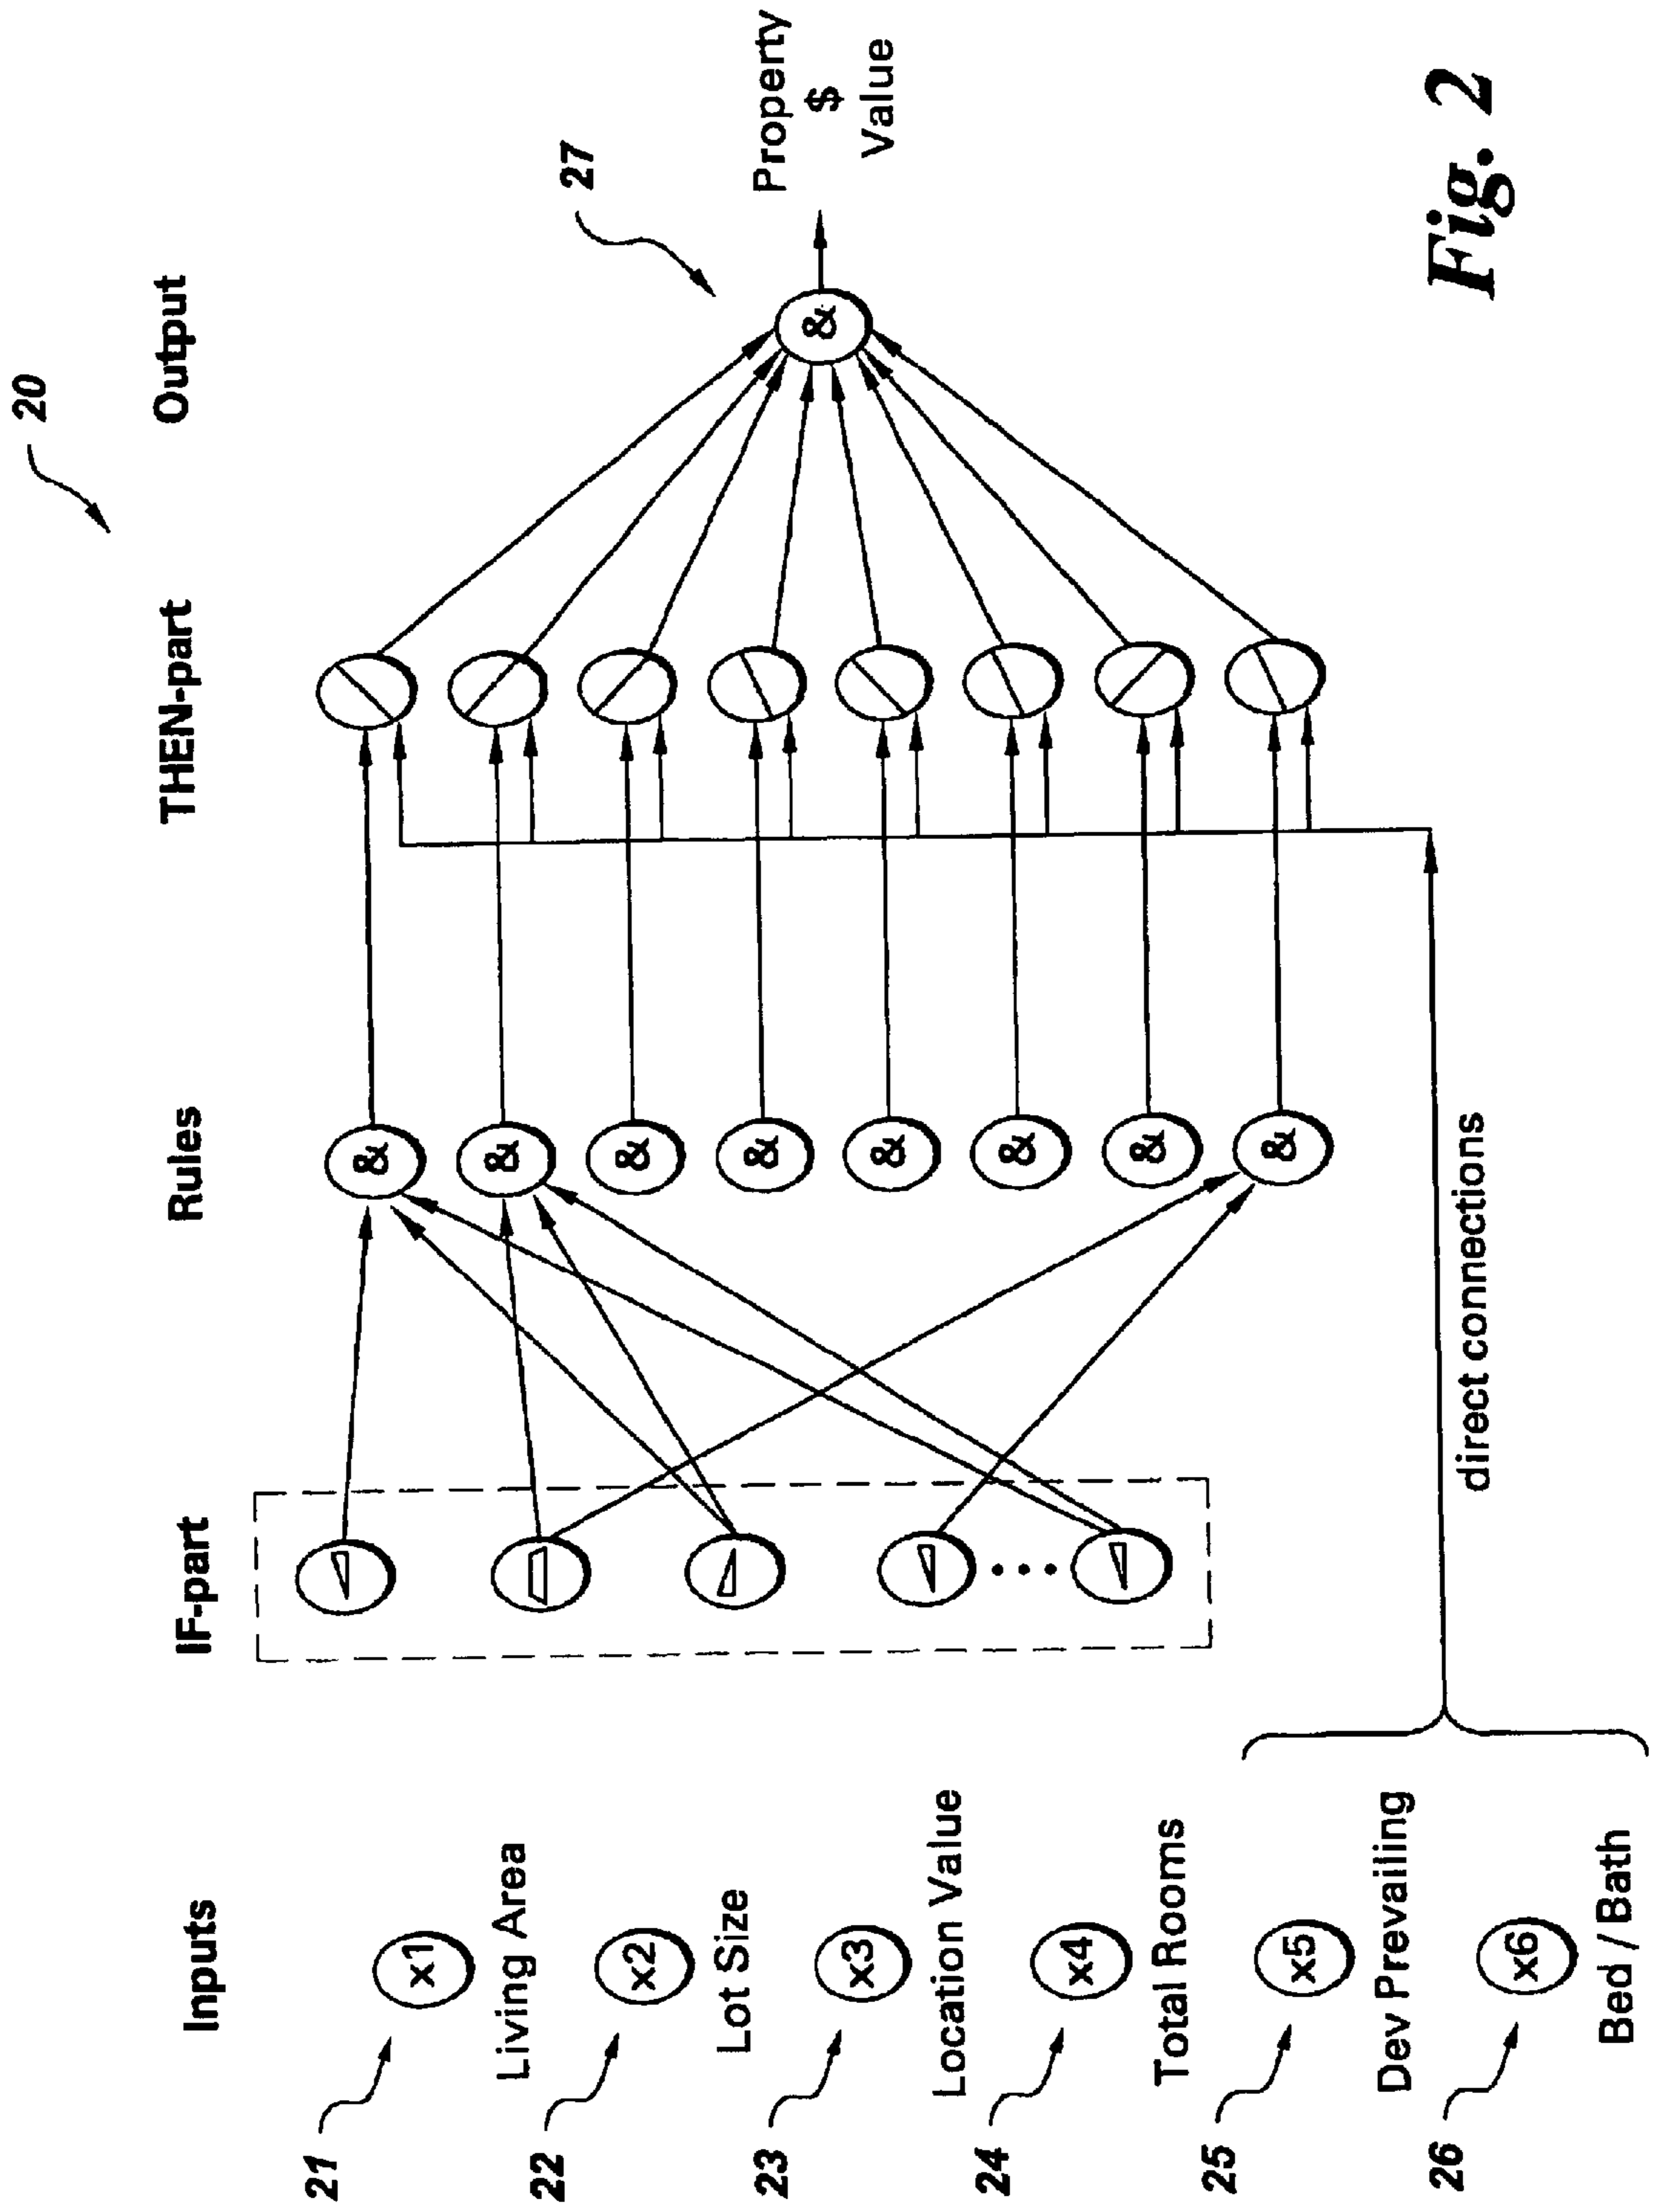 20
Inputs
IF-part
Rules
THEN-part
Output
21
x1
Living Area
22
x2
Lot Size
23
x3
Location Value
24
x4
Total Rooms
25
x5
Dev Prevailing
26
x6
Bed / Bath
&
&
&
&
&
&
&
&
direct connections
&
27
Property
$
Value
Fig. 2